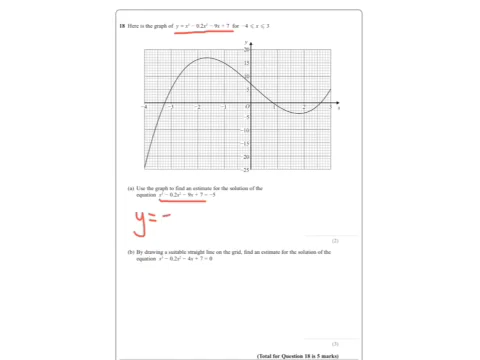 18 Here is the graph of y = x³ − 0.2x² − 9x + 7 for −4 ⩽ x ⩽ 3
y
20
15
10
5
−4 −3 −2 −1 O 1 2 3 x
−5
−10
−15
−20
−25
(a) Use the graph to find an estimate for the solution of the
equation x³ − 0.2x² − 9x + 7 = −5
y = −
(2)
(b) By drawing a suitable straight line on the grid, find an estimate for the solution of the
equation x³ − 0.2x² − 4x + 7 = 0
(3)
(Total for Question 18 is 5 marks)